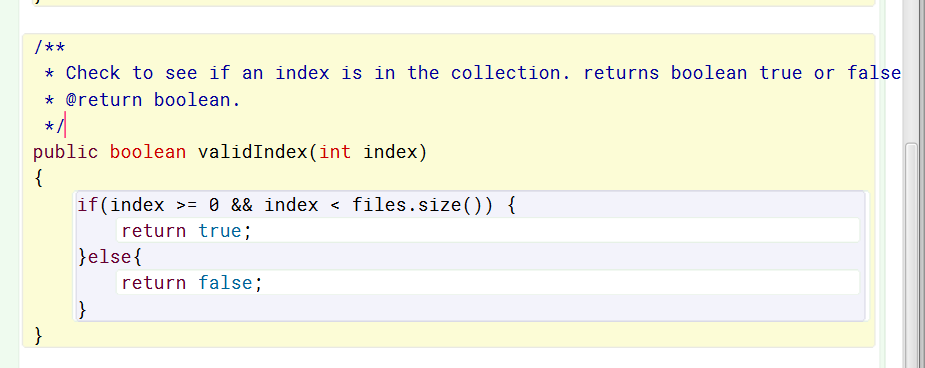 }
/**
* Check to see if an index is in the collection. returns boolean true or false
* @return boolean.
*/
public boolean validIndex(int index)
{
if(index >= 0 && index < files.size()) {
return true;
}else{
return false;
}
}